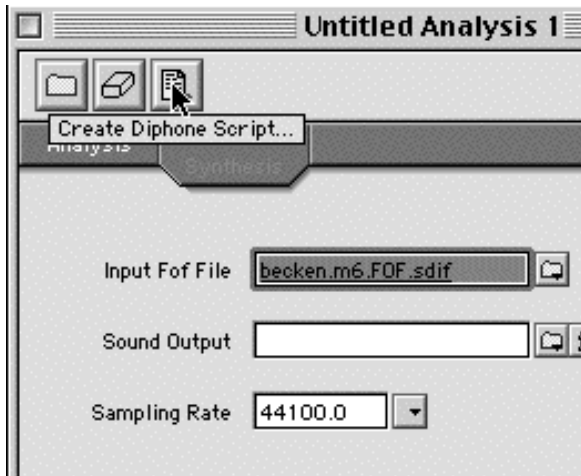 Untitled Analysis 1
Create Diphone Script...
Analysis
Synthesis
Input Fof File
becken.m6.FOF.sdif
Sound Output
Sampling Rate
44100.0